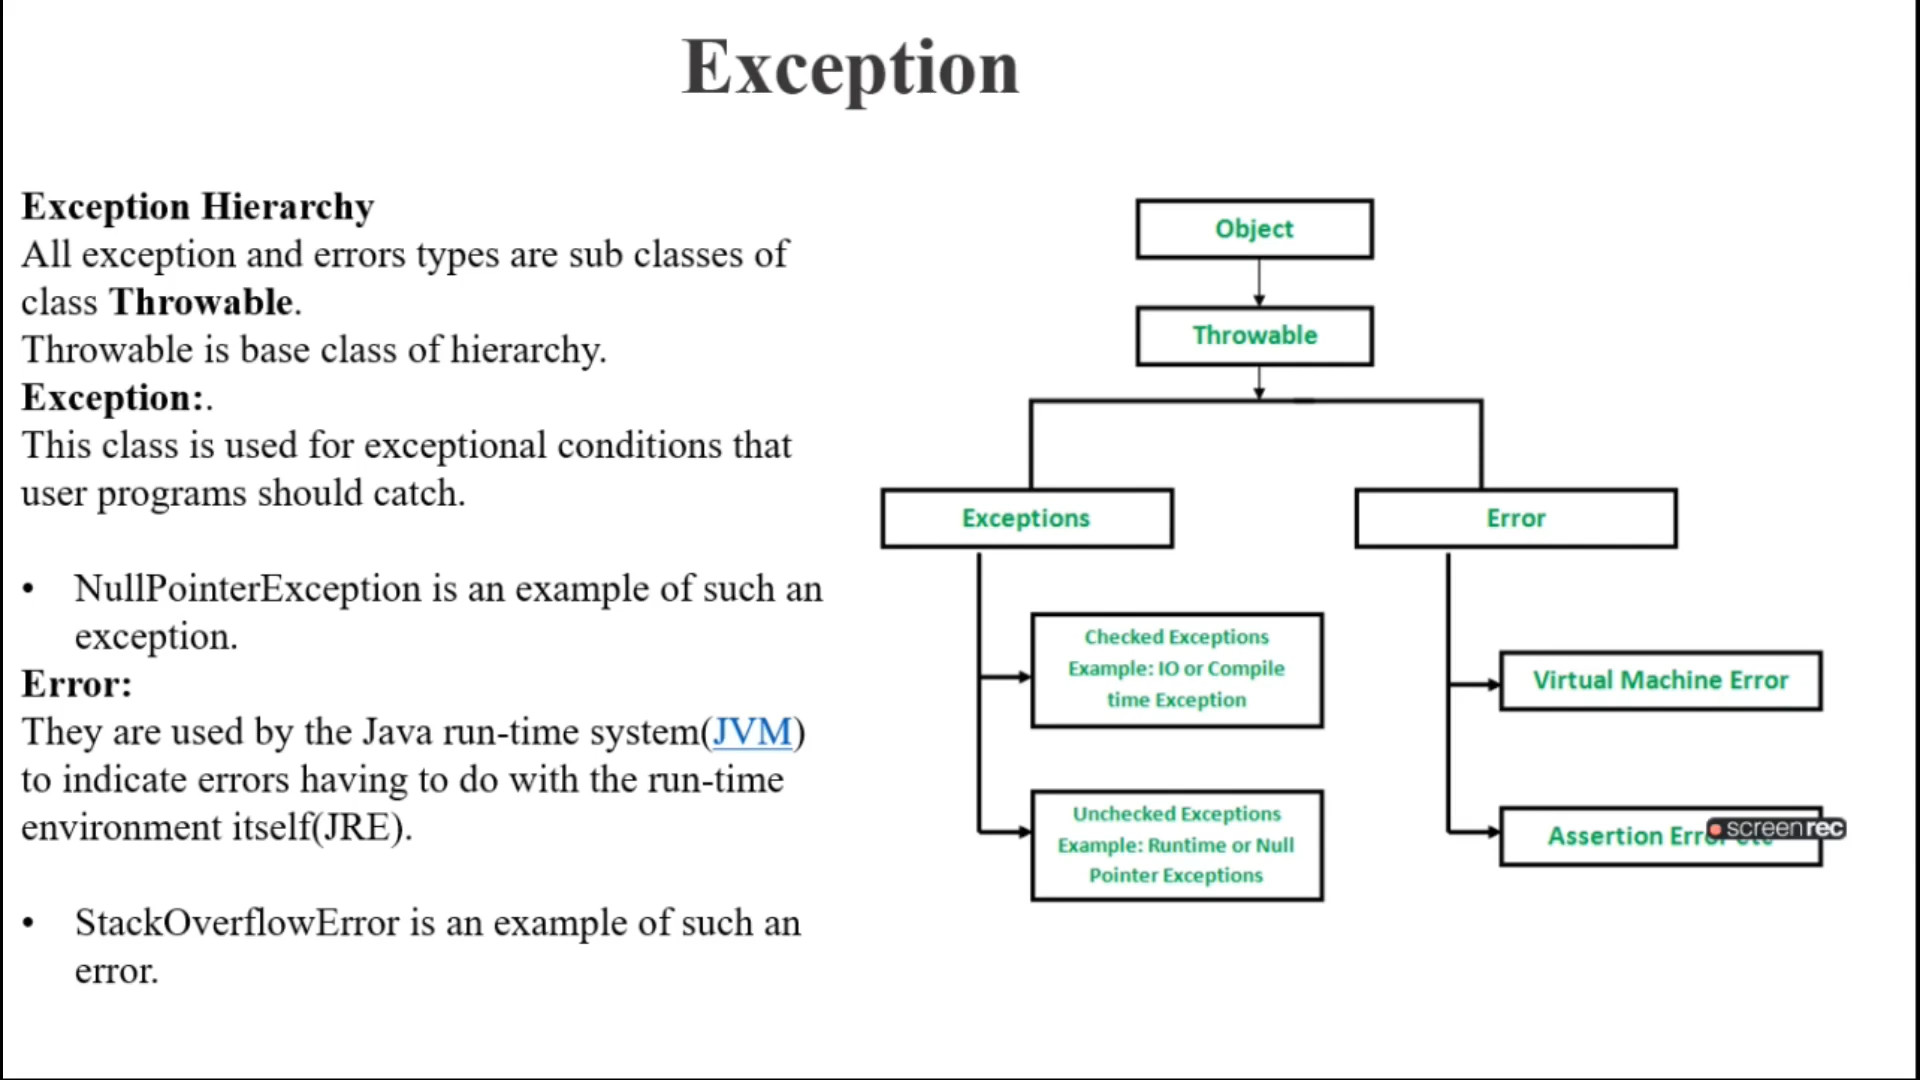 Exception
Exception Hierarchy
All exception and errors types are sub classes of
class Throwable.
Throwable is base class of hierarchy.
Exception:.
This class is used for exceptional conditions that
user programs should catch.
• NullPointerException is an example of such an
exception.
Error:
They are used by the Java run-time system(JVM)
to indicate errors having to do with the run-time
environment itself(JRE).
• StackOverflowError is an example of such an
error.
Object
Throwable
Exceptions
Error
Checked Exceptions
Example: IO or Compile
time Exception
Unchecked Exceptions
Example: Runtime or Null
Pointer Exceptions
Virtual Machine Error
Assertion Error etc
screenrec